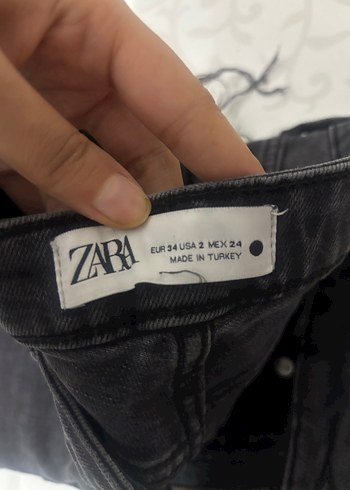 ZARA
EUR 34 USA 2 MEX 24
MADE IN TURKEY